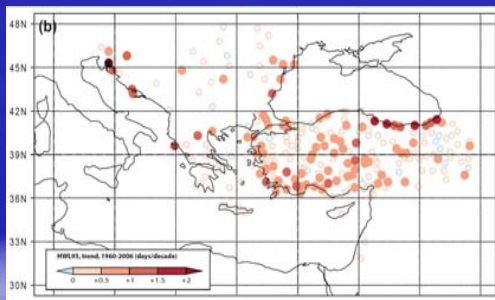 (b)
48N
45N
42N
39N
36N
33N
30N
HWL95, trend, 1960-2006 (days/decade)
0 +0.5 +1 +1.5 +2